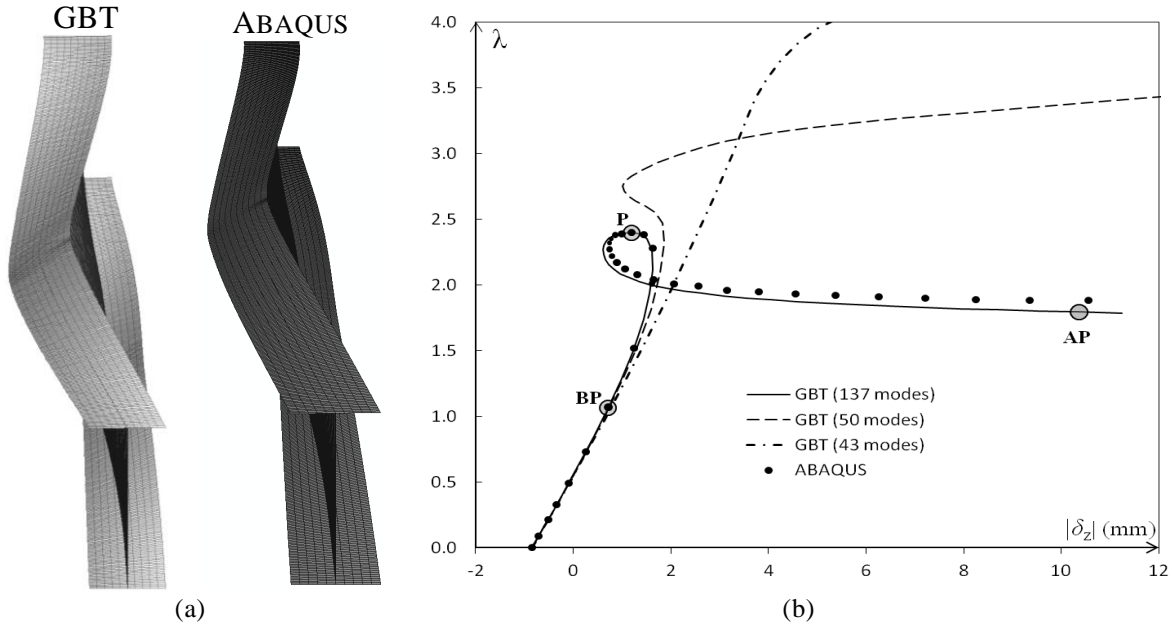 GBT
ABAQUS
(a)
λ
4.0
3.5
3.0
2.5
2.0
1.5
1.0
0.5
0.0
-2
0
2
4
6
8
10
12
P
BP
AP
GBT (137 modes)
GBT (50 modes)
GBT (43 modes)
ABAQUS
|δz| (mm)
(b)